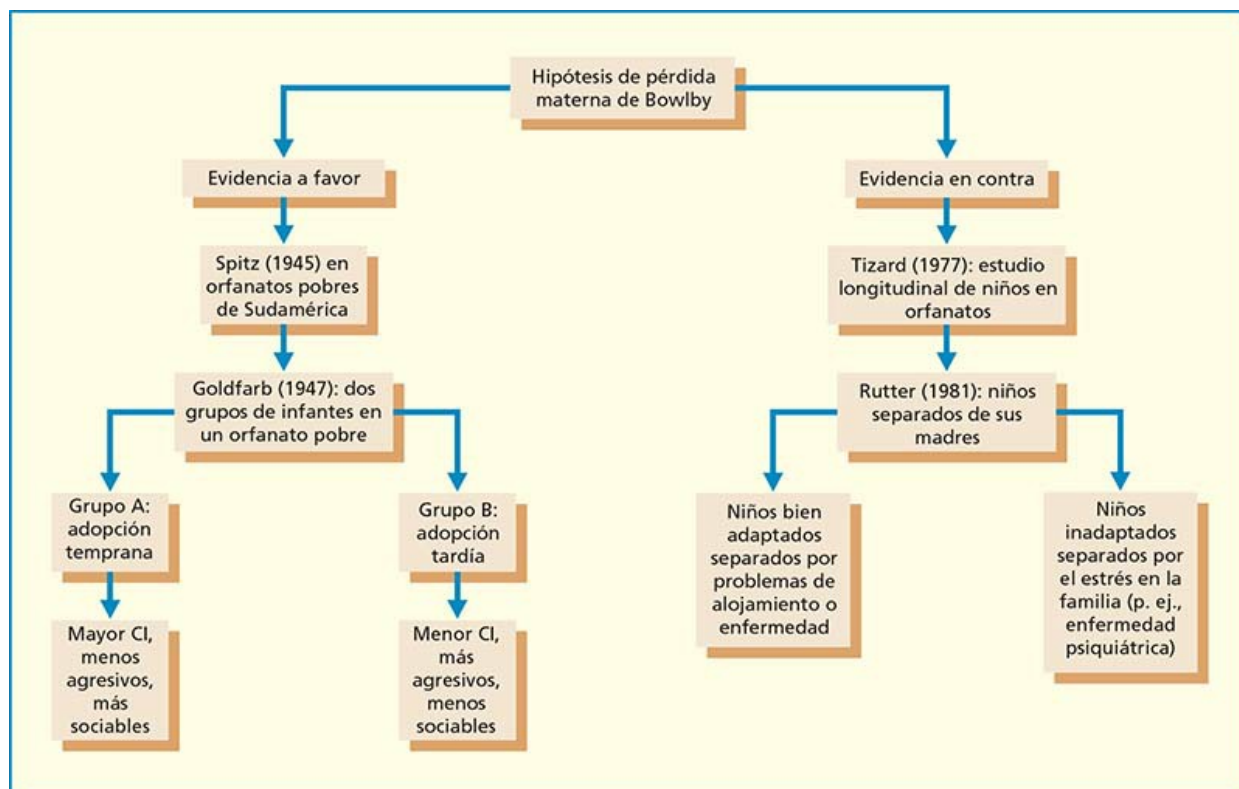 Hipótesis de pérdida
materna de Bowlby
Evidencia a favor
Evidencia en contra
Spitz (1945) en
orfanatos pobres
de Sudamérica
Tizard (1977): estudio
longitudinal de niños en
orfanatos
Goldfarb (1947): dos
grupos de infantes en
un orfanato pobre
Rutter (1981): niños
separados de sus
madres
Grupo A:
adopción
temprana
Grupo B:
adopción
tardía
Niños bien
adaptados
separados por
problemas de
alojamiento o
enfermedad
Niños
inadaptados
separados por
el estrés en la
familia (p. ej.,
enfermedad
psiquiátrica)
Mayor CI,
menos
agresivos,
más
sociables
Menor CI,
más
agresivos,
menos
sociables